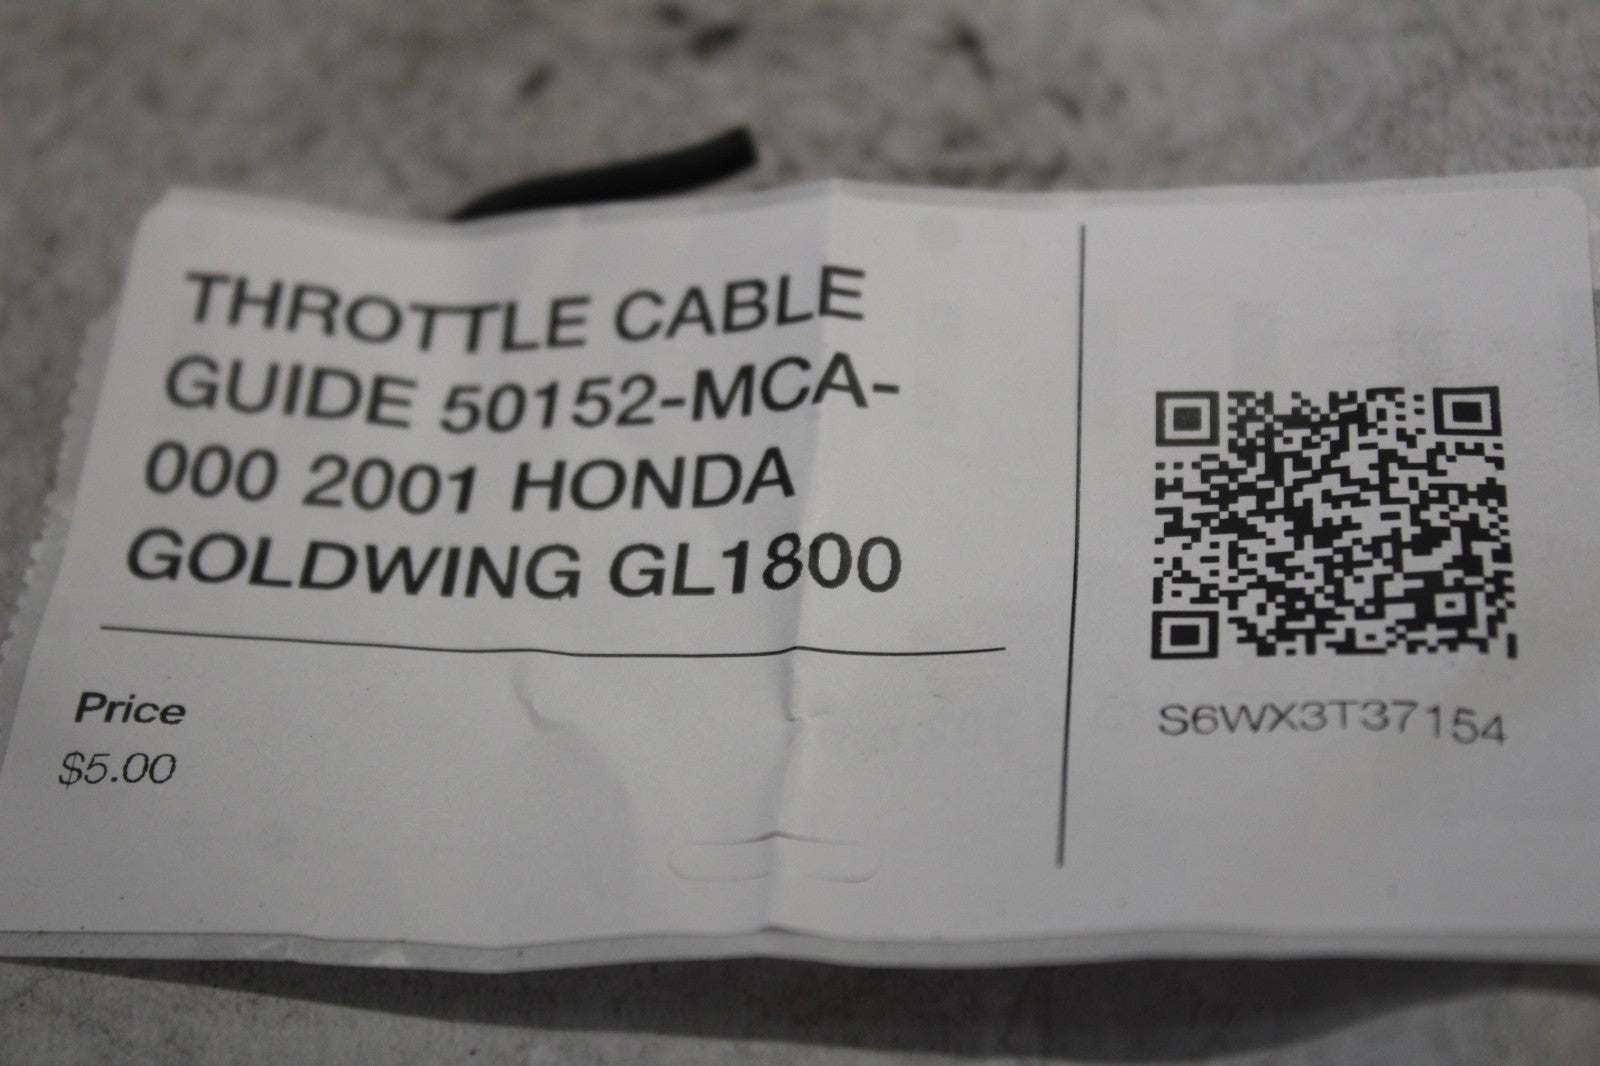 THROTTLE CABLE
GUIDE 50152-MCA-
000 2001 HONDA
GOLDWING GL1800
Price
$5.00
S6WX3T37154